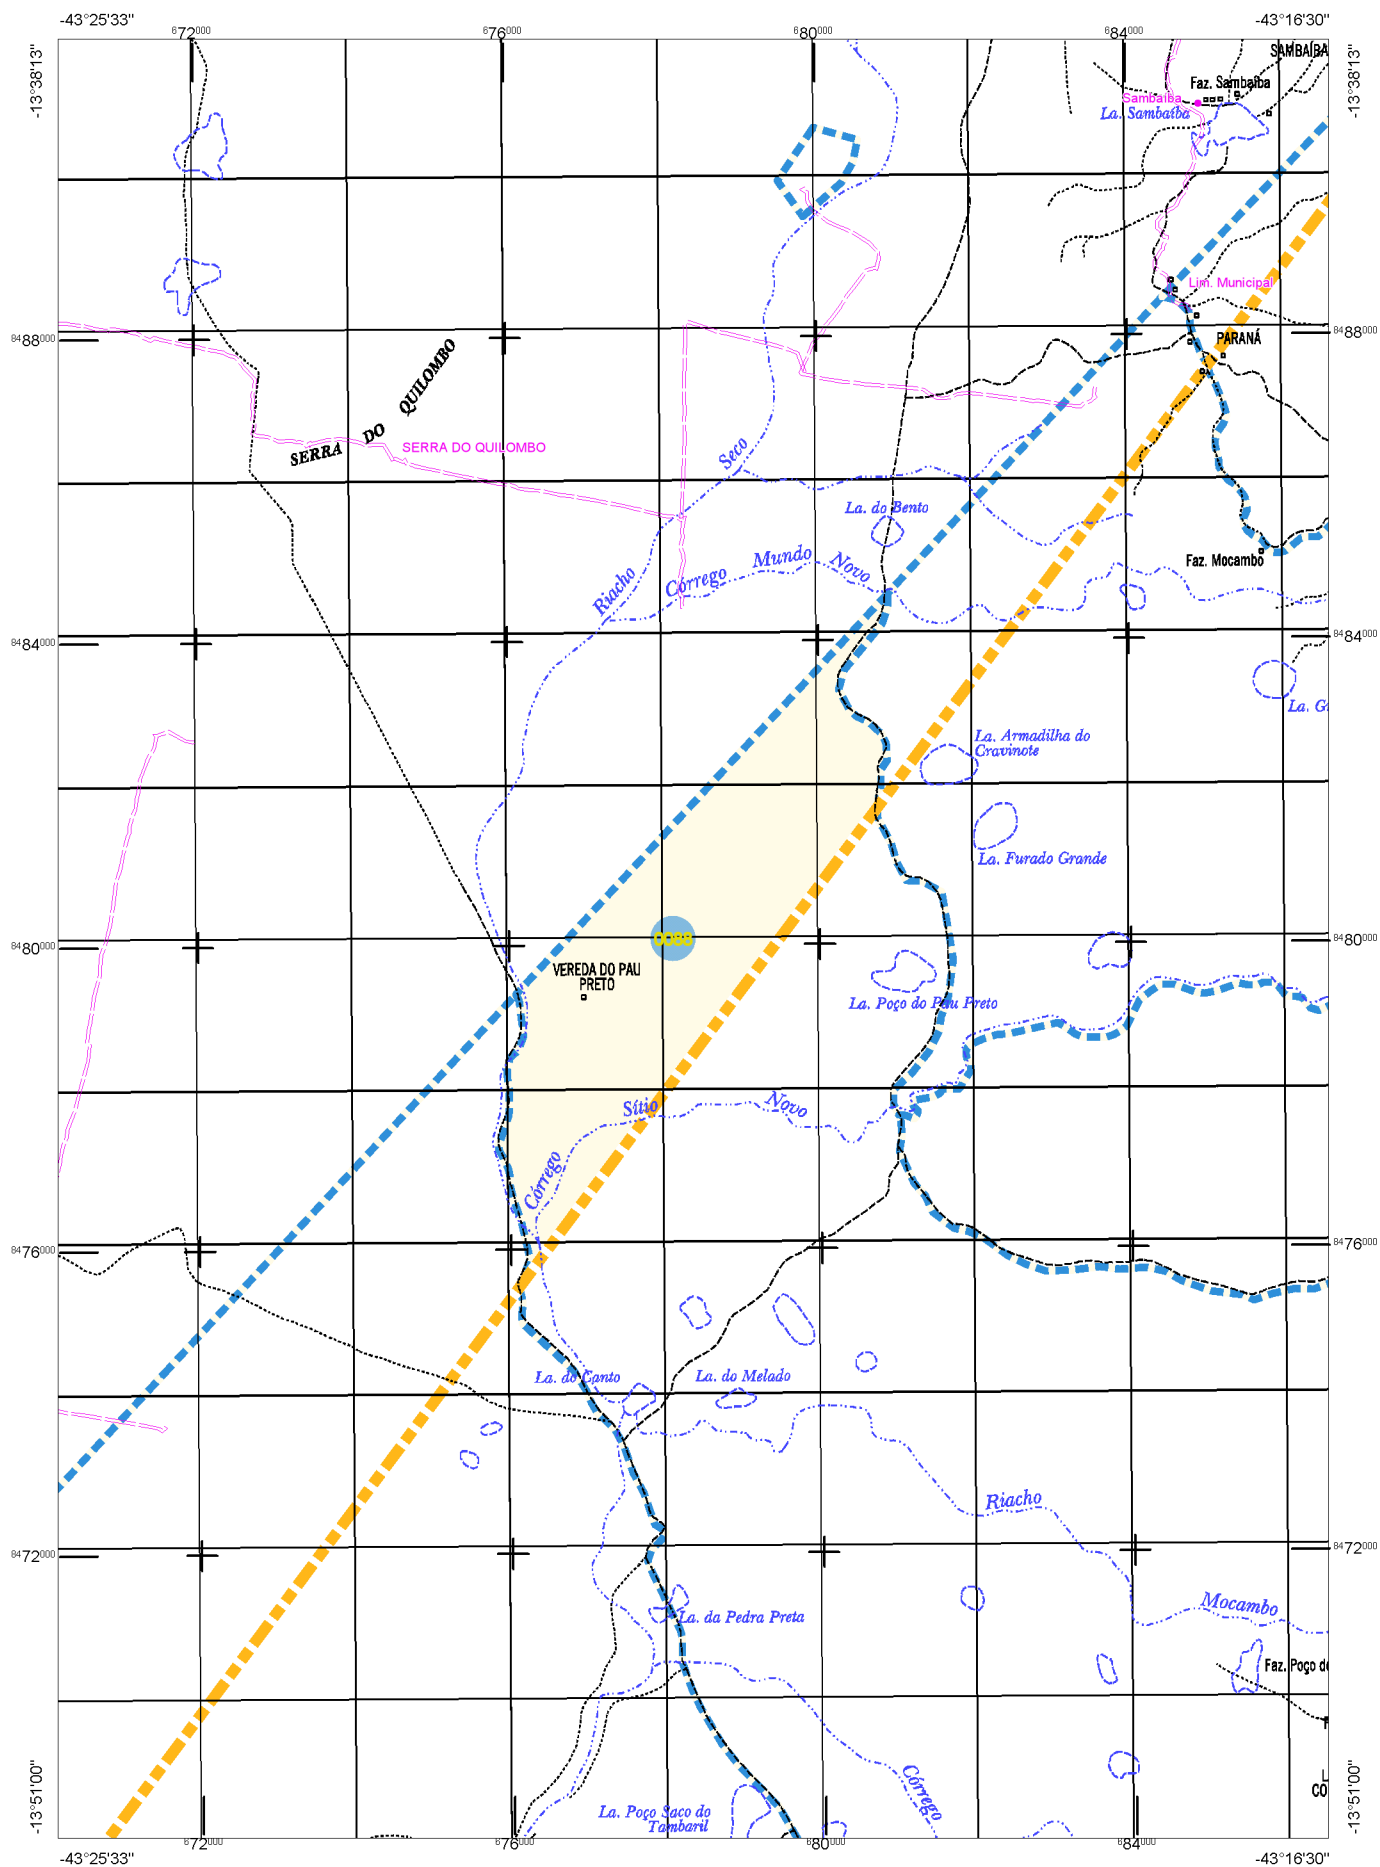 -43°25'33"
-43°16'30"
672000
676000
680000
684000
-13°38'13"
-13°38'13"
SAMBAÍBA
Faz. Sambaíba
Sambaíba
La. Sambaíba
Lim. Municipal
8488000
8488000
PARANÁ
SERRA DO QUILOMBO
SERRA DO QUILOMBO
Riacho Seco
La. do Bento
Córrego Mundo Novo
Faz. Mocambo
8484000
8484000
La. G
La. Armadilha do
Cravinote
La. Furado Grande
8480000
8480000
0088
VEREDA DO PAU
PRETO
La. Poço do Pau Preto
Córrego Sítio Novo
8476000
8476000
La. do Canto
La. do Melado
Riacho Mocambo
8472000
8472000
La. da Pedra Preta
Faz. Poço de
CO
Córrego
La. Poço Saco do
Tambaril
-13°51'00"
-13°51'00"
672000
676000
680000
684000
-43°25'33"
-43°16'30"